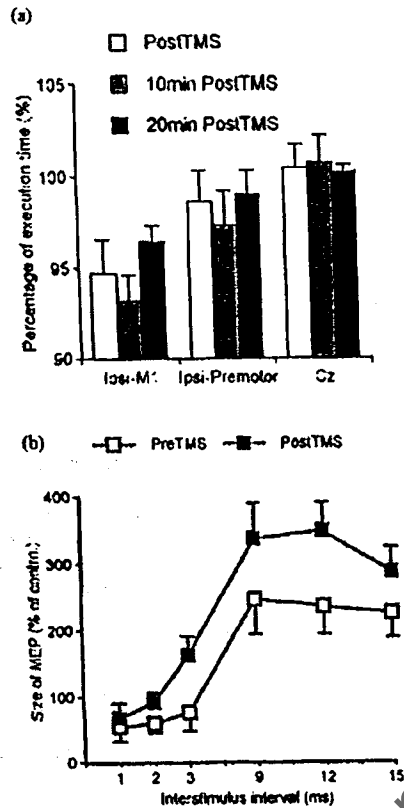 (a)
PostTMS
10min PostTMS
20min PostTMS
105
100
95
90
Percentage of execution time (%)
Ipsi-M1 Ipsi-Premotor Cz
(b)
PreTMS PostTMS
400
300
200
100
0
Size of MEP (% of control)
1 2 3 9 12 15
Interstimulus interval (ms)